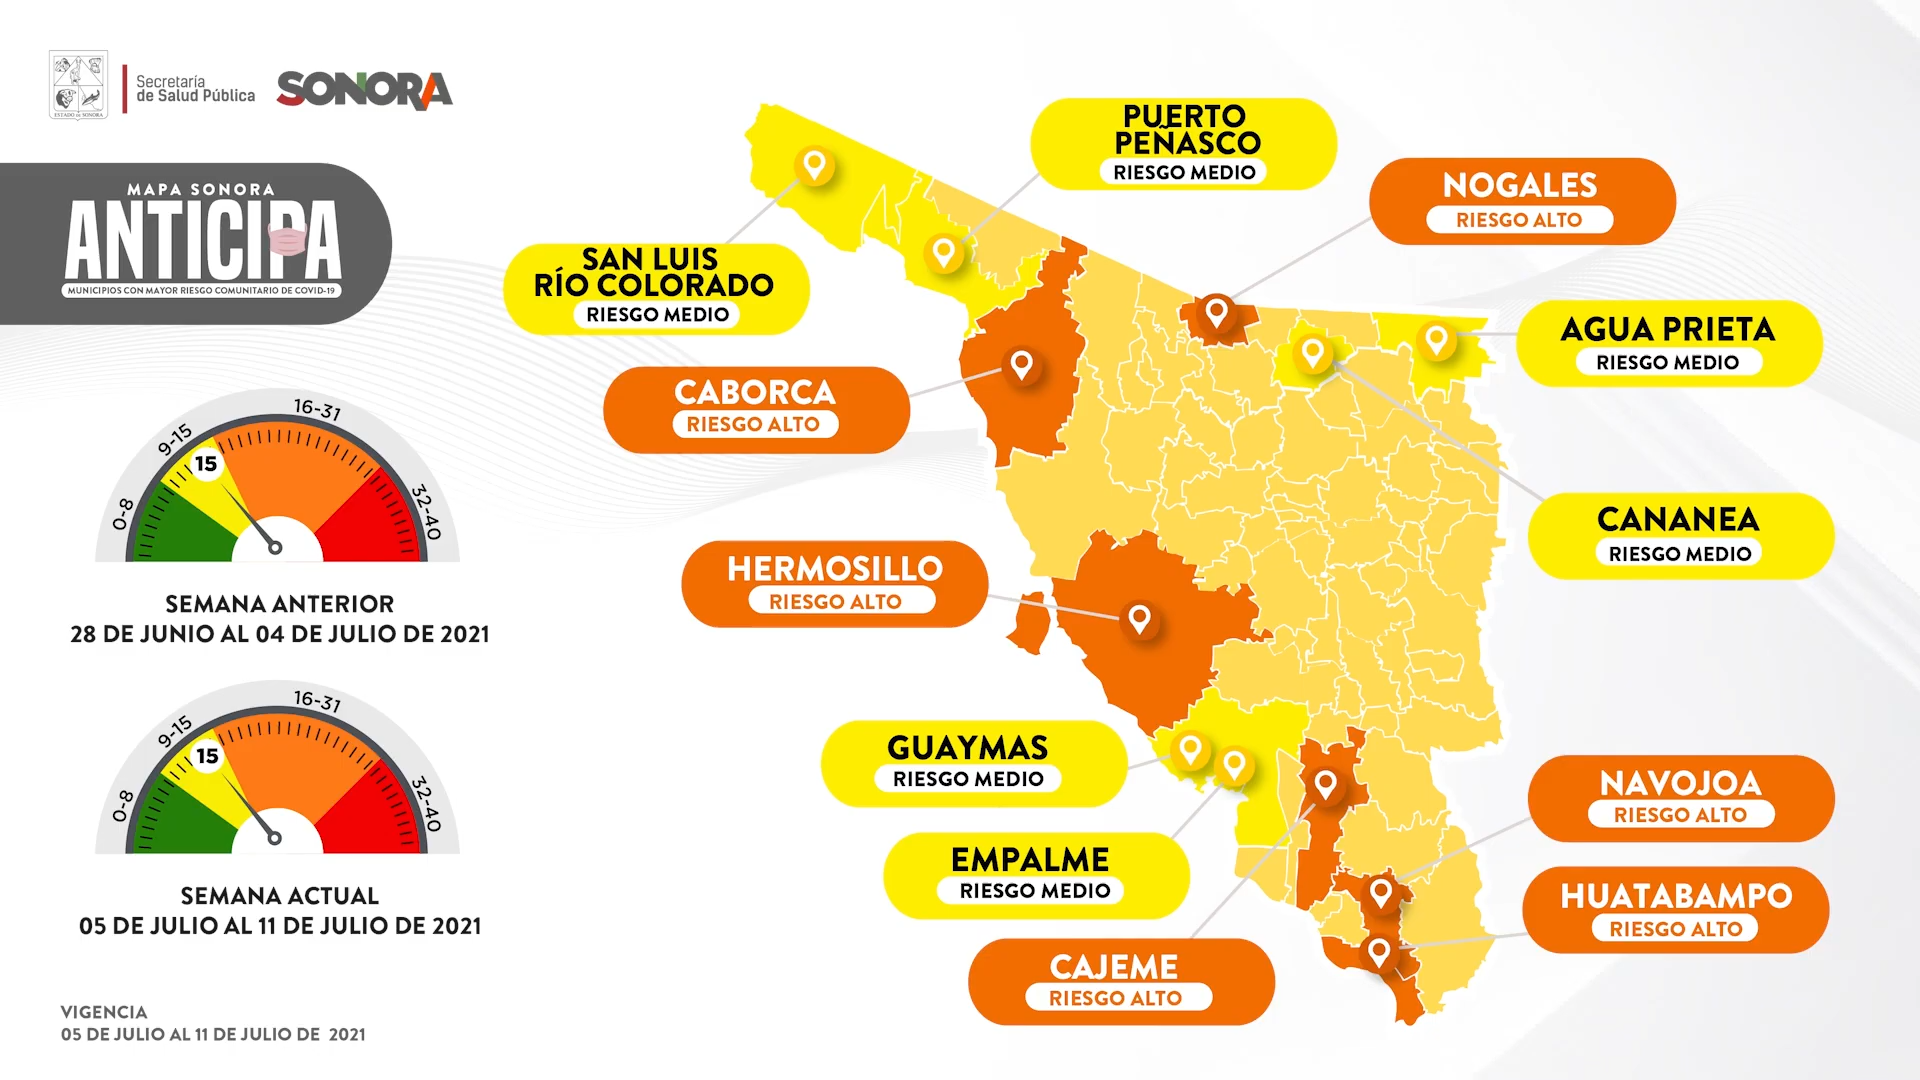 ESTADO DE SONORA
Secretaría
de Salud Pública
SONORA
MAPA SONORA
ANTICIPA
MUNICIPIOS CON MAYOR RIESGO COMUNITARIO DE COVID-19
PUERTO
PEÑASCO
RIESGO MEDIO
NOGALES
RIESGO ALTO
SAN LUIS
RÍO COLORADO
RIESGO MEDIO
AGUA PRIETA
RIESGO MEDIO
CABORCA
RIESGO ALTO
CANANEA
RIESGO MEDIO
HERMOSILLO
RIESGO ALTO
GUAYMAS
RIESGO MEDIO
NAVOJOA
RIESGO ALTO
EMPALME
RIESGO MEDIO
HUATABAMPO
RIESGO ALTO
CAJEME
RIESGO ALTO
0-8
9-15
16-31
32-40
15
SEMANA ANTERIOR
28 DE JUNIO AL 04 DE JULIO DE 2021
0-8
9-15
16-31
32-40
15
SEMANA ACTUAL
05 DE JULIO AL 11 DE JULIO DE 2021
VIGENCIA
05 DE JULIO AL 11 DE JULIO DE 2021